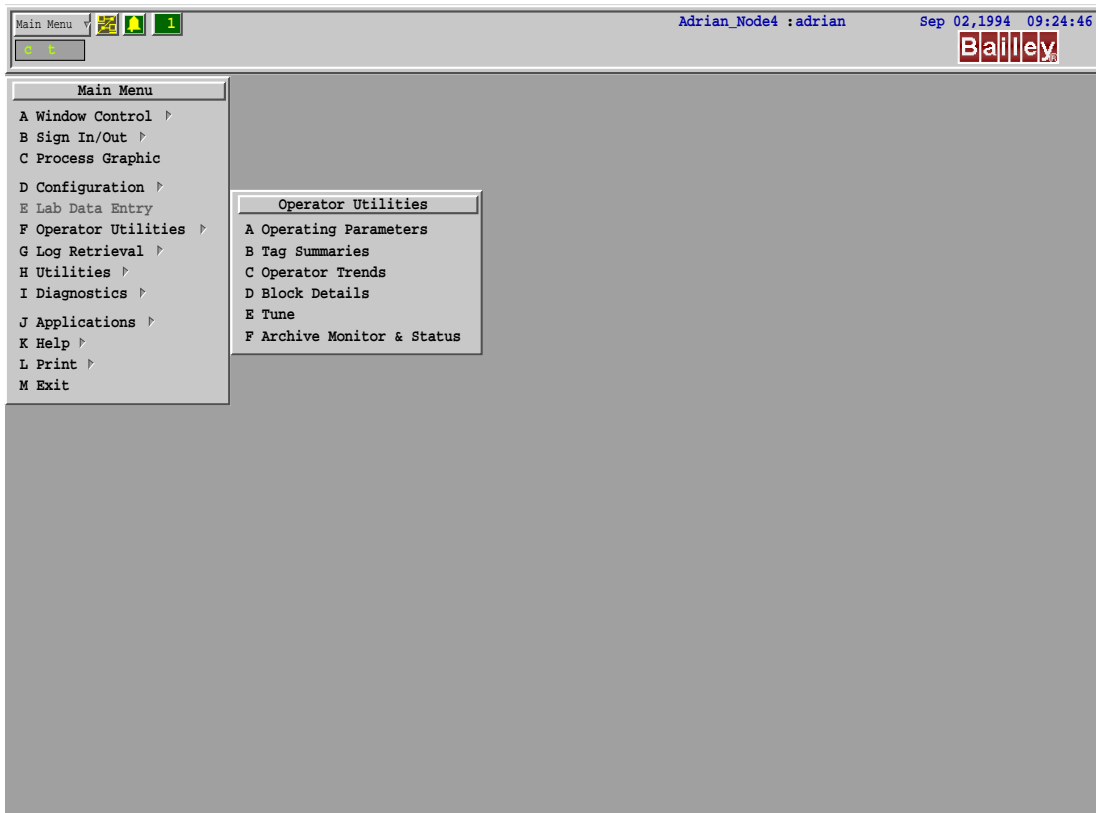 Main Menu 1 Adrian_Node4 :adrian Sep 02,1994 09:24:46
c t
Bailey®
Main Menu
A Window Control
B Sign In/Out
C Process Graphic
D Configuration
E Lab Data Entry
F Operator Utilities
G Log Retrieval
H Utilities
I Diagnostics
J Applications
K Help
L Print
M Exit
Operator Utilities
A Operating Parameters
B Tag Summaries
C Operator Trends
D Block Details
E Tune
F Archive Monitor & Status